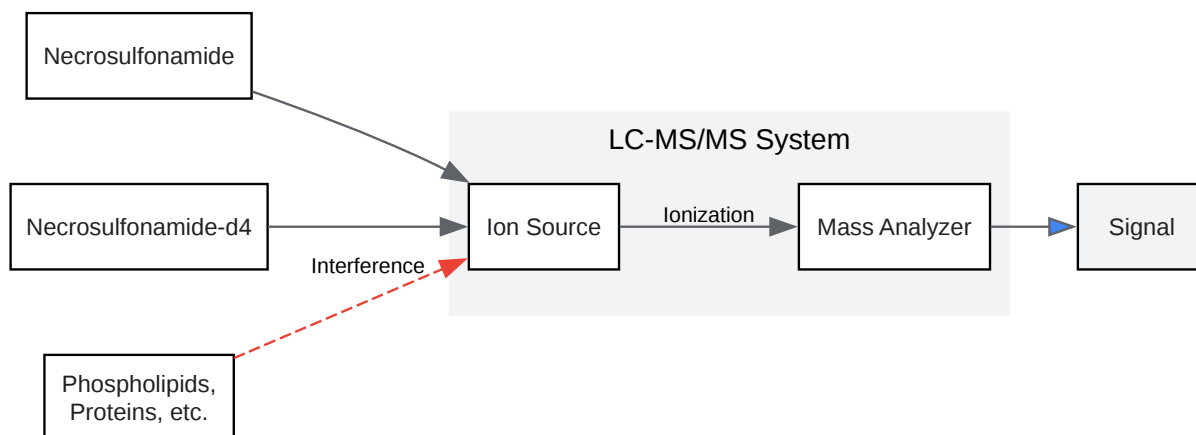 Necrosulfonamide
LC-MS/MS System
Necrosulfonamide-d4
Ion Source
Ionization
Mass Analyzer
Signal
Interference
Phospholipids,
Proteins, etc.